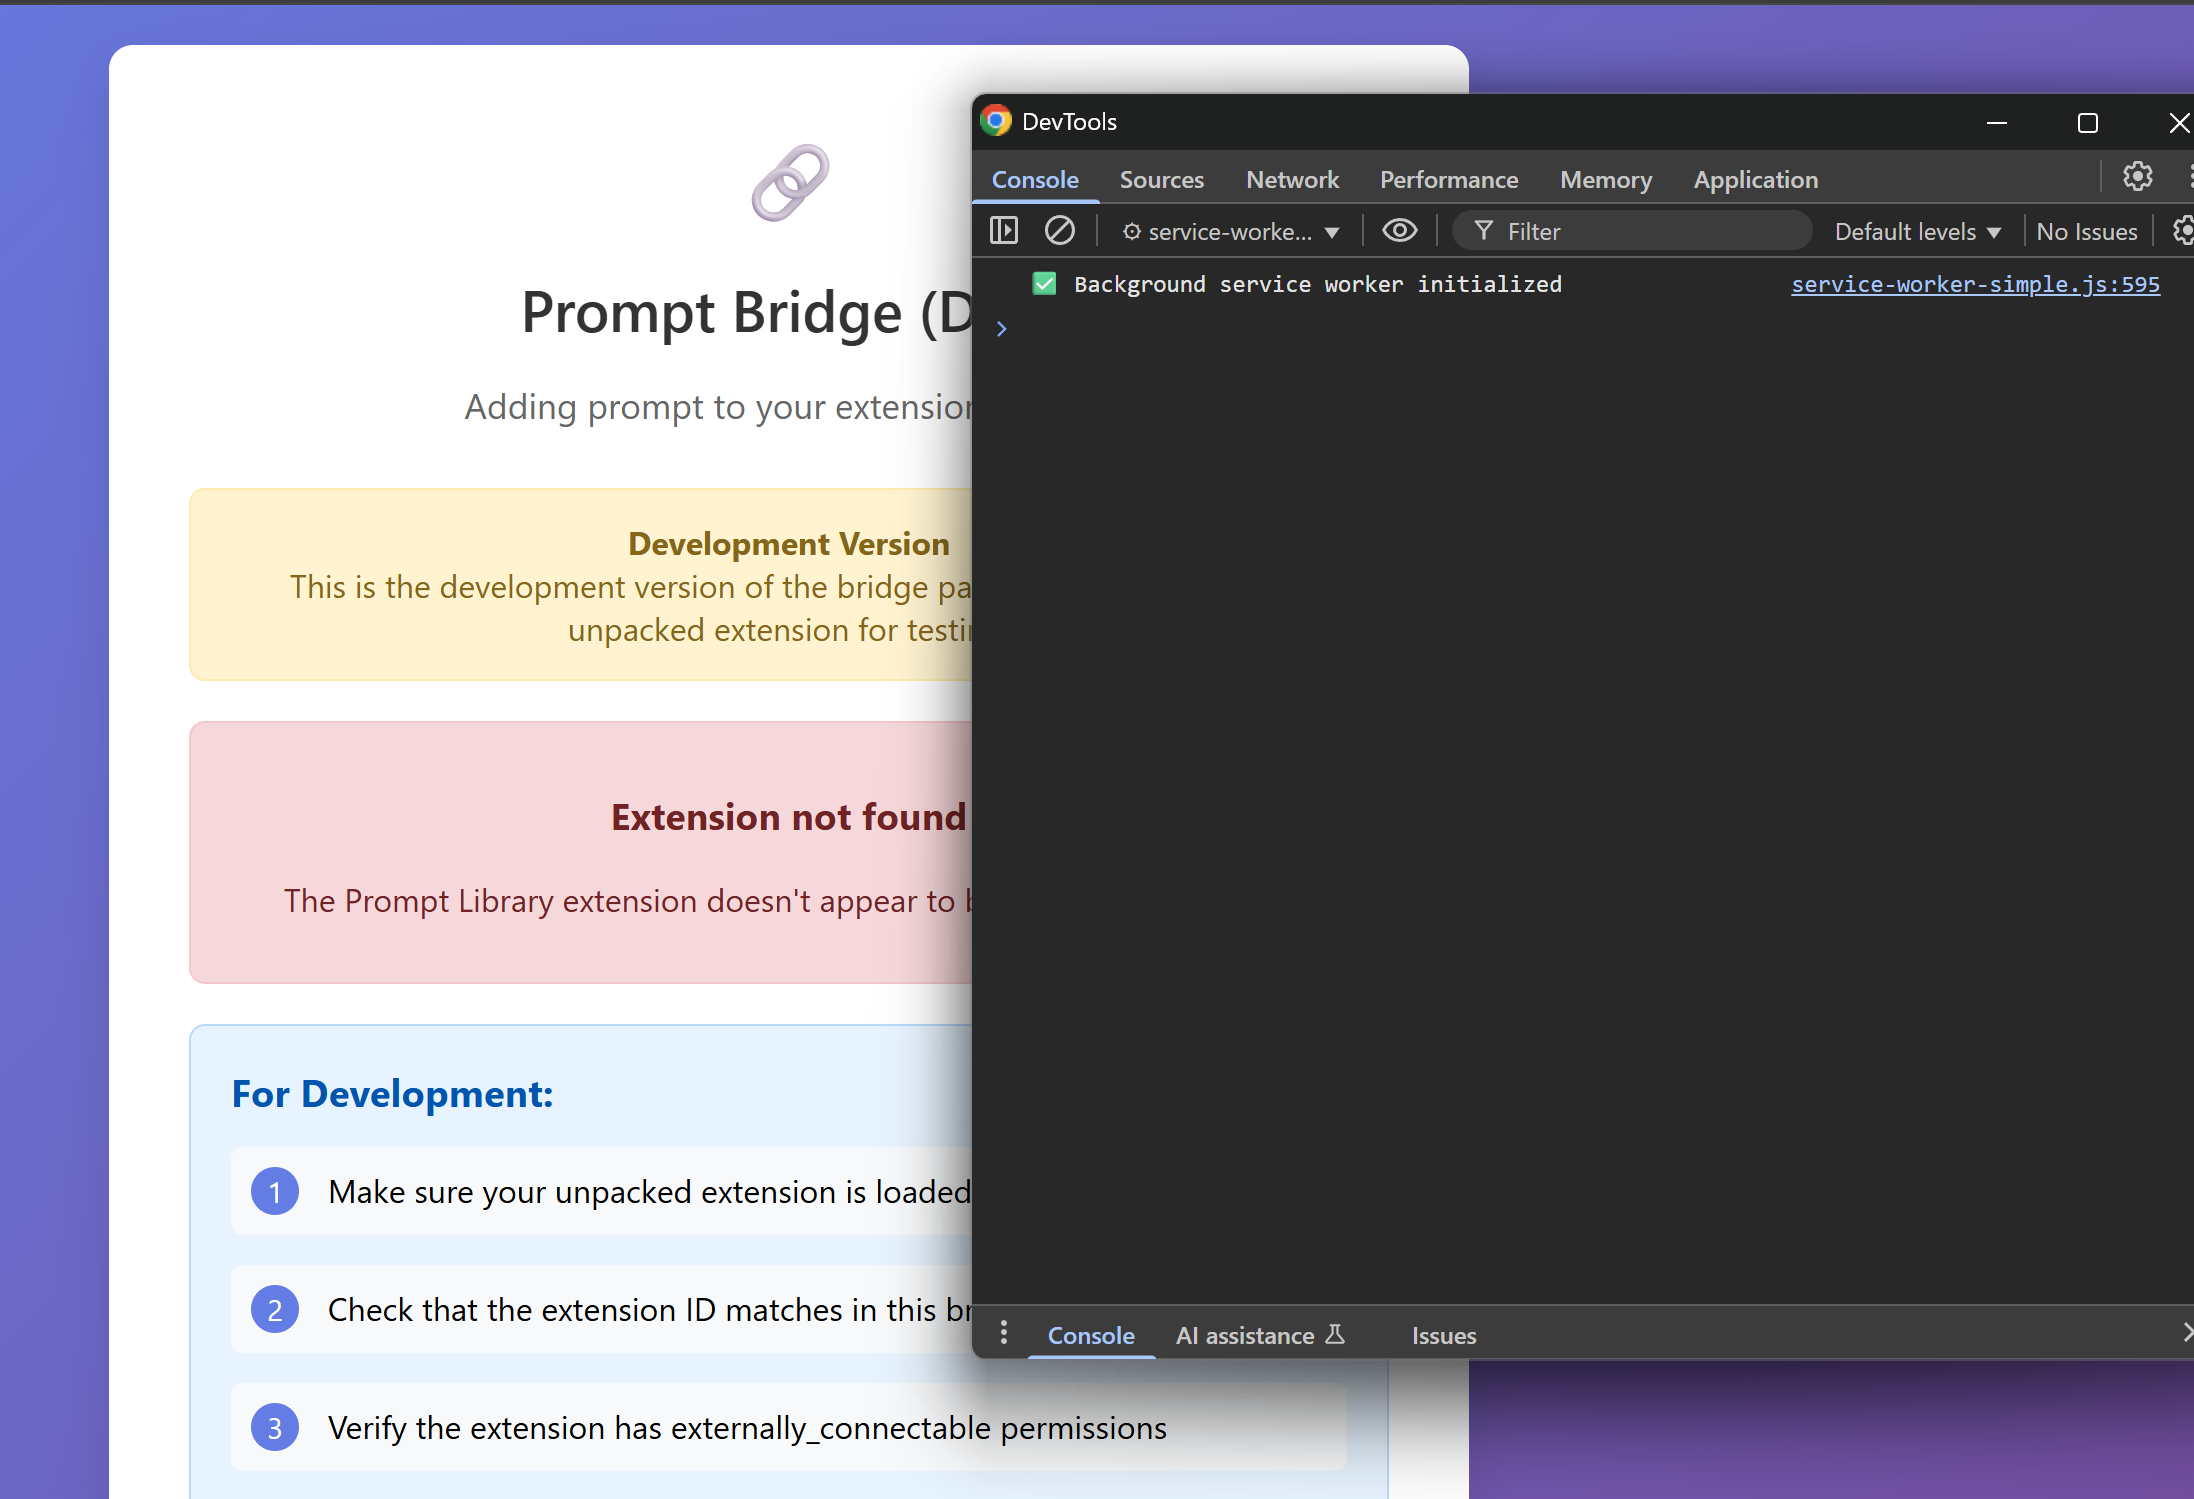 Prompt Bridge (D
Adding prompt to your extension
Development Version
This is the development version of the bridge pa
unpacked extension for testin
Extension not found
The Prompt Library extension doesn't appear to b
For Development:
1 Make sure your unpacked extension is loaded
2 Check that the extension ID matches in this br
3 Verify the extension has externally_connectable permissions
DevTools
Console Sources Network Performance Memory Application
service-worke... Filter Default levels No Issues
Background service worker initialized service-worker-simple.js:595
Console AI assistance Issues